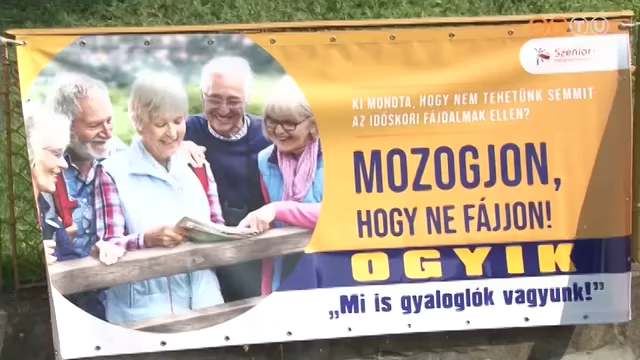 Szenior
KI MONDTA, HOGY NEM TEHETÜNK SEMMIT
AZ IDŐSKORI FÁJDALMAK ELLEN?
MOZOGJON,
HOGY NE FÁJJON!
OGYIK
„Mi is gyaloglók vagyunk!"